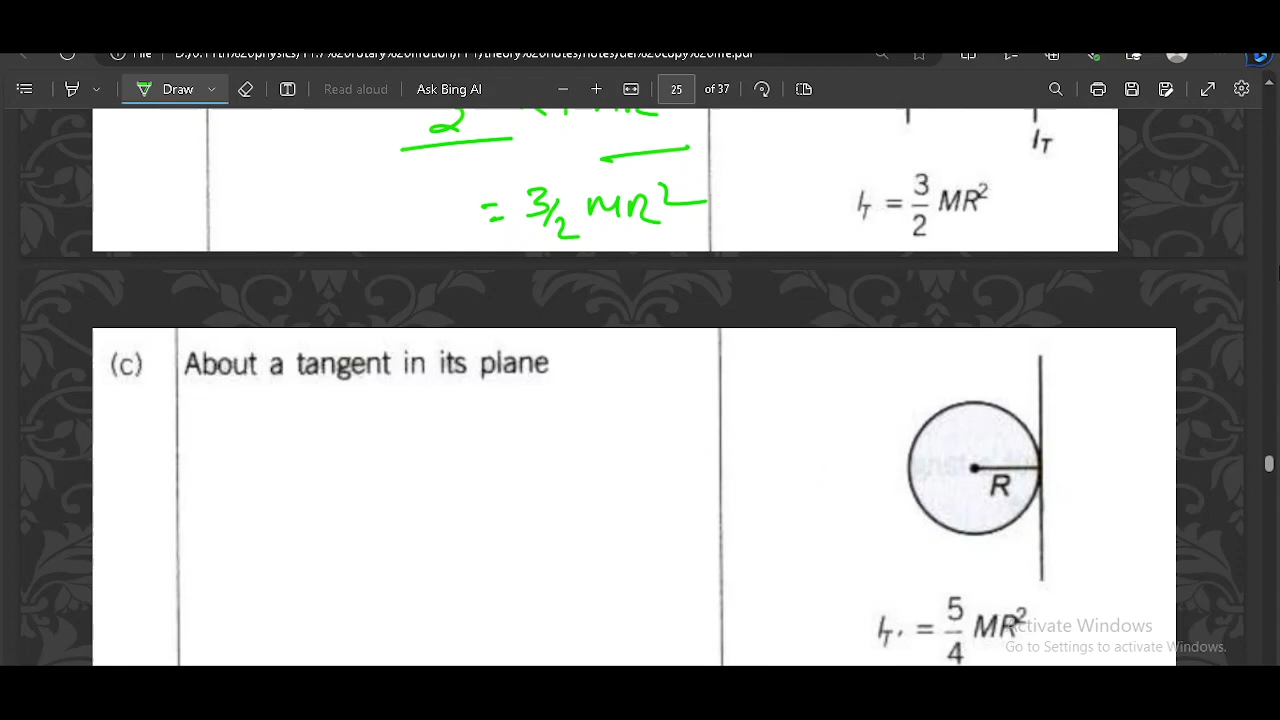 Draw
Read aloud
Ask Bing AI
25 of 37
2
I_T
= 3/2 MR²
I_T = 3/2 MR²
(c) About a tangent in its plane
R
I_T' = 5/4 MR²
Activate Windows
Go to Settings to activate Windows.